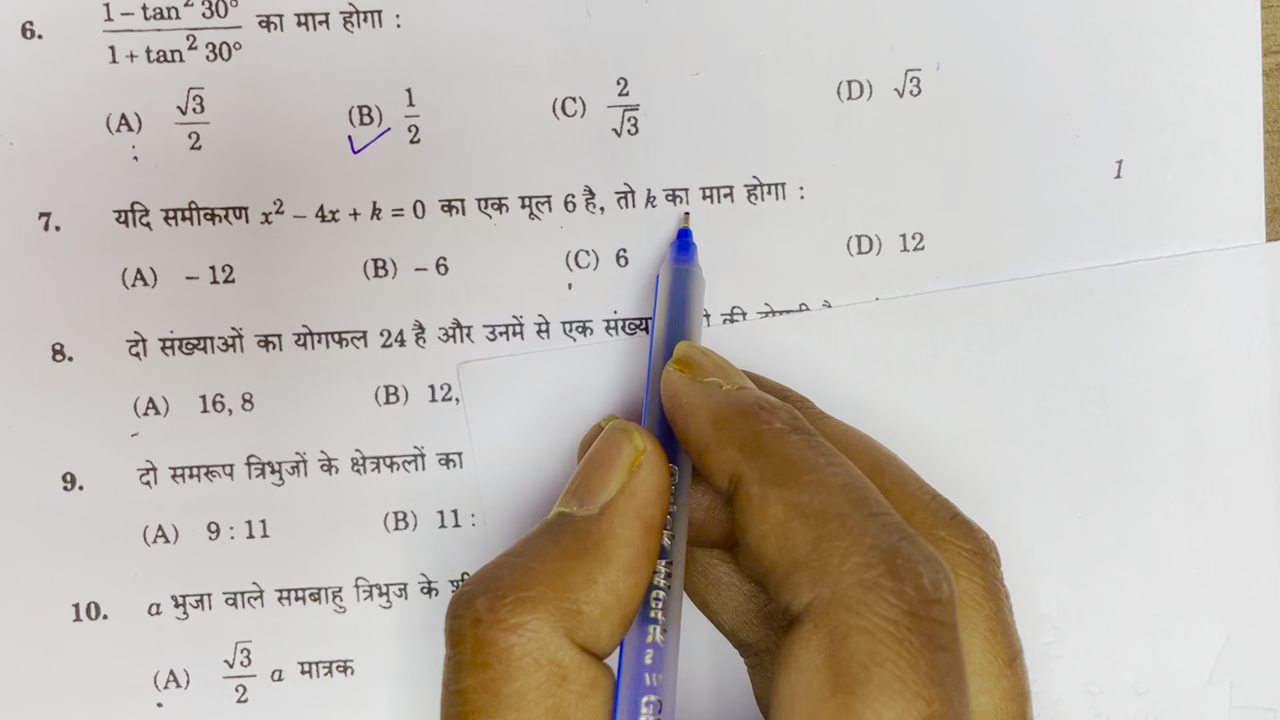 6. 1 – tan² 30° / 1 + tan² 30° का मान होगा :
(A) √3/2 (B) 1/2 (C) 2/√3 (D) √3
1
7. यदि समीकरण x² – 4x + k = 0 का एक मूल 6 है, तो k का मान होगा :
(A) – 12 (B) – 6 (C) 6 (D) 12
8. दो संख्याओं का योगफल 24 है और उनमें से एक की
(A) 16, 8 (B) 12,
9. दो समरूप त्रिभुजों के क्षेत्रफलों का
(A) 9 : 11 (B) 11 :
10. a भुजा वाले समबाहु त्रिभुज के
(A) √3/2 a मात्रक